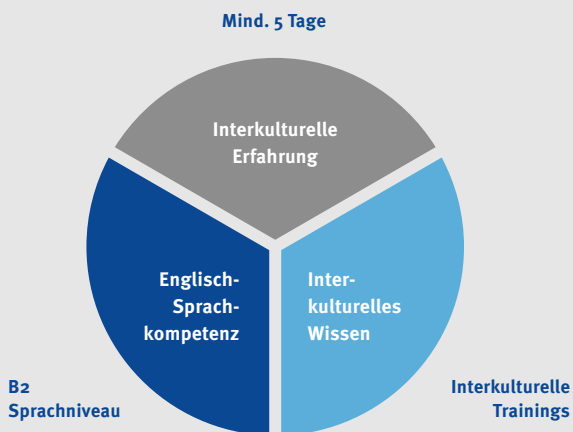 Mind. 5 Tage
Interkulturelle
Erfahrung
Englisch-
Sprach-
kompetenz
Inter-
kulturelles
Wissen
B2
Sprachniveau
Interkulturelle
Trainings